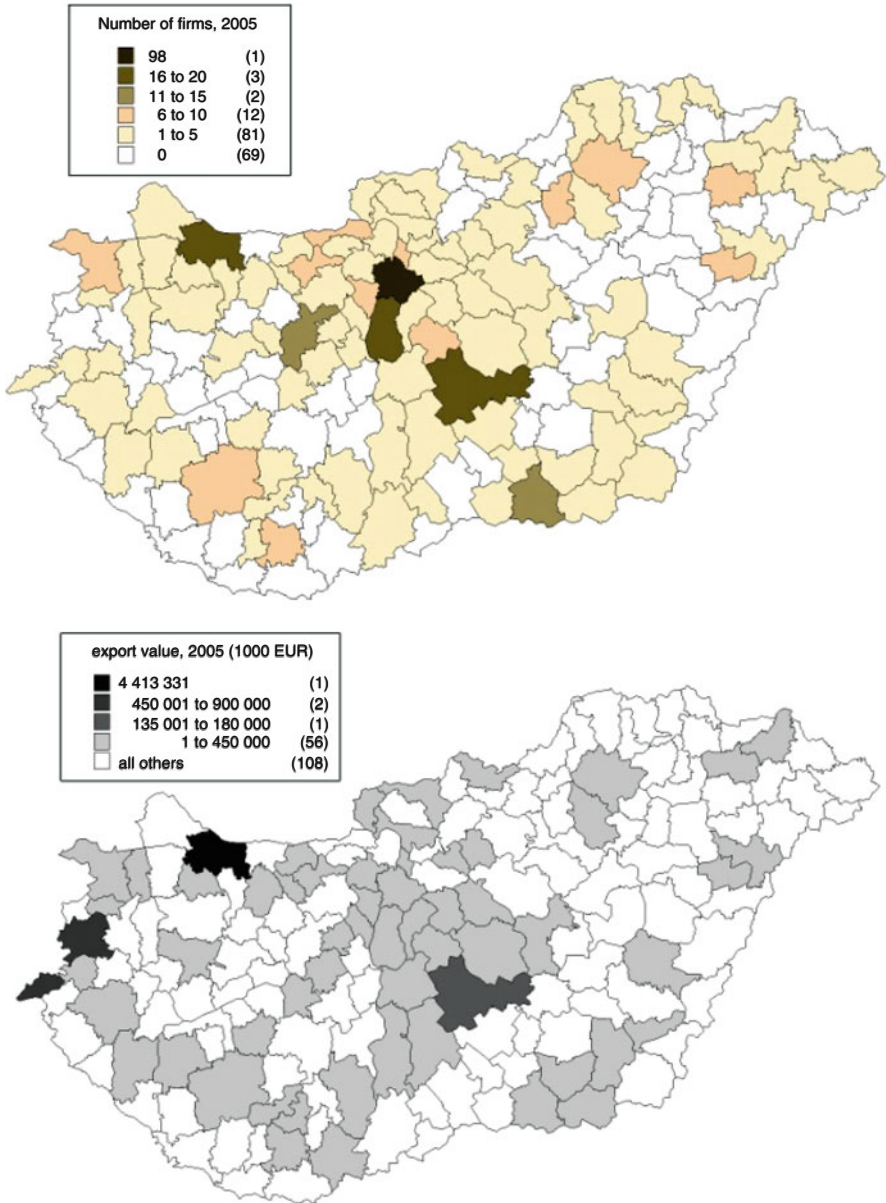 Number of firms, 2005
98 (1)
16 to 20 (3)
11 to 15 (2)
6 to 10 (12)
1 to 5 (81)
0 (69)
export value, 2005 (1000 EUR)
4 413 331 (1)
450 001 to 900 000 (2)
135 001 to 180 000 (1)
1 to 450 000 (56)
all others (108)